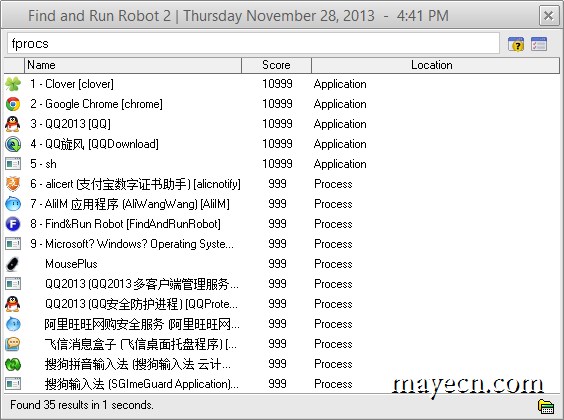 Find and Run Robot 2 | Thursday November 28, 2013 - 4:41 PM
fprocs
Name Score Location
1 - Clover [clover] 10999 Application
2 - Google Chrome [chrome] 10999 Application
3 - QQ2013 [QQ] 10999 Application
4 - QQ旋风 [QQDownload] 10999 Application
5 - sh 10999 Application
6 - alicert (支付宝数字证书助手) [alicnotify] 999 Process
7 - AliIM 应用程序 (AliWangWang) [AliIM] 999 Process
8 - Find&Run Robot [FindAndRunRobot] 999 Process
9 - Microsoft? Windows? Operating Syste... 999 Process
MousePlus 999 Process
QQ2013 (QQ2013多客户端管理服务... 999 Process
QQ2013 (QQ安全防护进程) [QQProte... 999 Process
阿里旺旺网购安全服务 (阿里旺旺网... 999 Process
飞信消息盒子 (飞信桌面托盘程序) [... 999 Process
搜狗拼音输入法 (搜狗输入法 云计... 999 Process
搜狗输入法 (SGImeGuard Application)... 999 Process
mayecn.com
Found 35 results in 1 seconds.